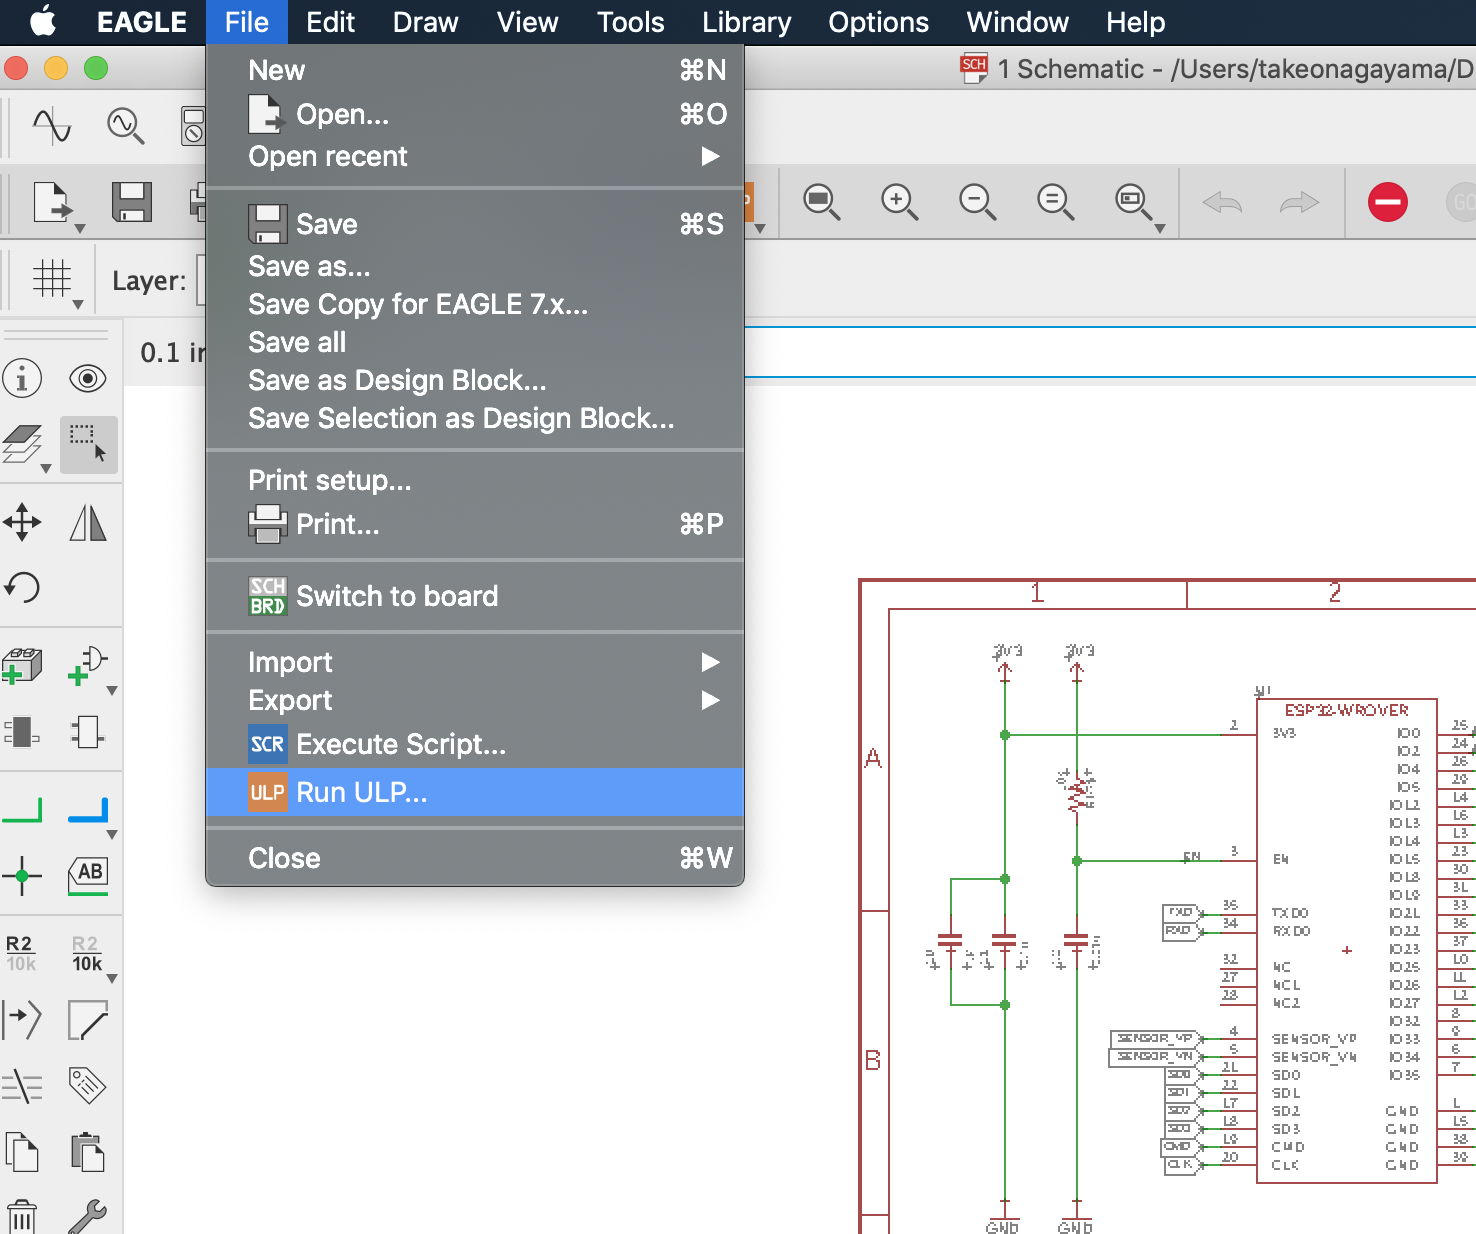 EAGLE File Edit Draw View Tools Library Options Window Help
SCH 1 Schematic - /Users/takeonagayama/D
New ⌘N
Open... ⌘O
Open recent ▶
Save ⌘S
Save as...
Save Copy for EAGLE 7.x...
Save all
Save as Design Block...
Save Selection as Design Block...
Print setup...
Print... ⌘P
SCH BRD Switch to board
Import ▶
Export ▶
SCR Execute Script...
ULP Run ULP...
Close ⌘W
GO
Layer:
0.1 in
i
AB
R2 R2
10k 10k
1 2
A
B
3V3 3V3
ESP32-WROVER
2 3V3 IO0 25
IO2 24
IO4 26
IO5 29
IO12 14
IO13 16
IO14 13
EN 3 EN IO15 23
IO18 30
IO19 31
TXD 35 TXD0 IO21 33
RXD 34 RXD0 IO22 36
IO23 37
32 NC IO25 10
27 NC1 IO26 11
28 NC2 IO27 12
IO32 8
SENSOR_VP 4 SENSOR_VP IO33 9
SENSOR_VN 5 SENSOR_VN IO34 6
SD0 21 SD0 IO35 7
SD1 22 SD1
SD2 17 SD2 GND 1
SD3 18 SD3 GND 15
CMD 19 CMD GND 38
CLK 20 CLK GND 39
GND GND